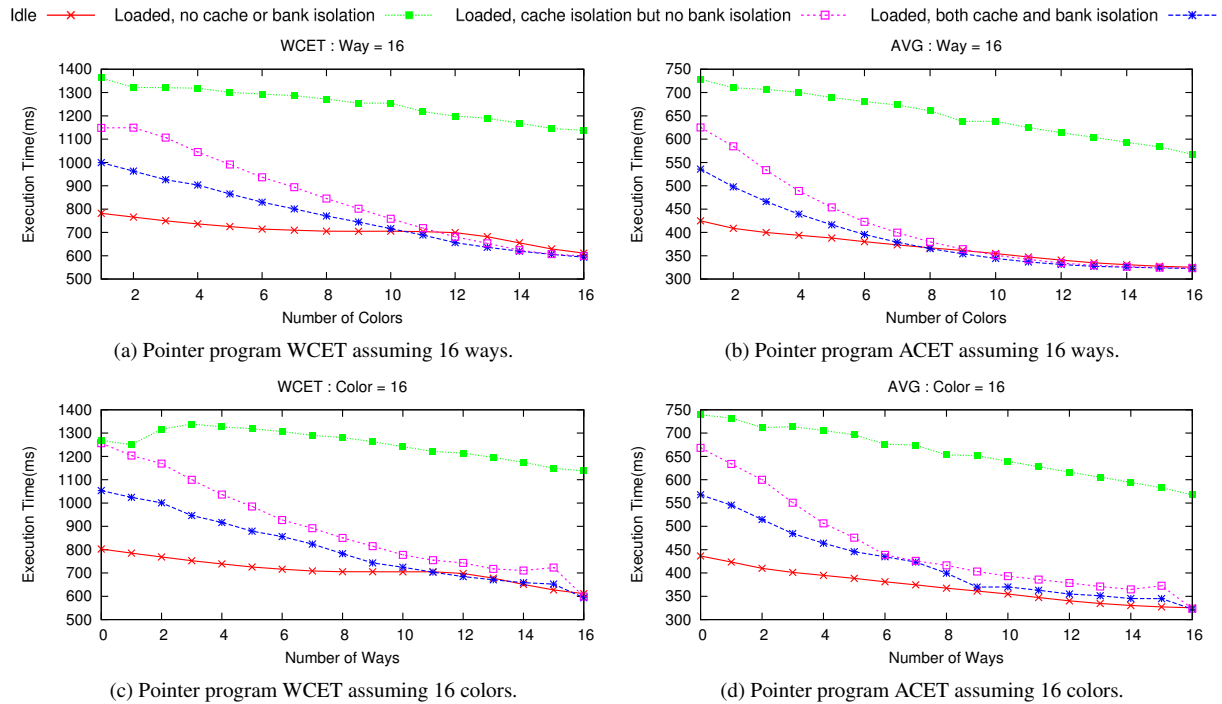 Idle Loaded, no cache or bank isolation Loaded, cache isolation but no bank isolation Loaded, both cache and bank isolation
WCET : Way = 16
Execution Time(ms)
1400
1300
1200
1100
1000
900
800
700
600
500
2 4 6 8 10 12 14 16
Number of Colors
(a) Pointer program WCET assuming 16 ways.
AVG : Way = 16
Execution Time(ms)
750
700
650
600
550
500
450
400
350
300
2 4 6 8 10 12 14 16
Number of Colors
(b) Pointer program ACET assuming 16 ways.
WCET : Color = 16
Execution Time(ms)
1400
1300
1200
1100
1000
900
800
700
600
500
0 2 4 6 8 10 12 14 16
Number of Ways
(c) Pointer program WCET assuming 16 colors.
AVG : Color = 16
Execution Time(ms)
750
700
650
600
550
500
450
400
350
300
0 2 4 6 8 10 12 14 16
Number of Ways
(d) Pointer program ACET assuming 16 colors.